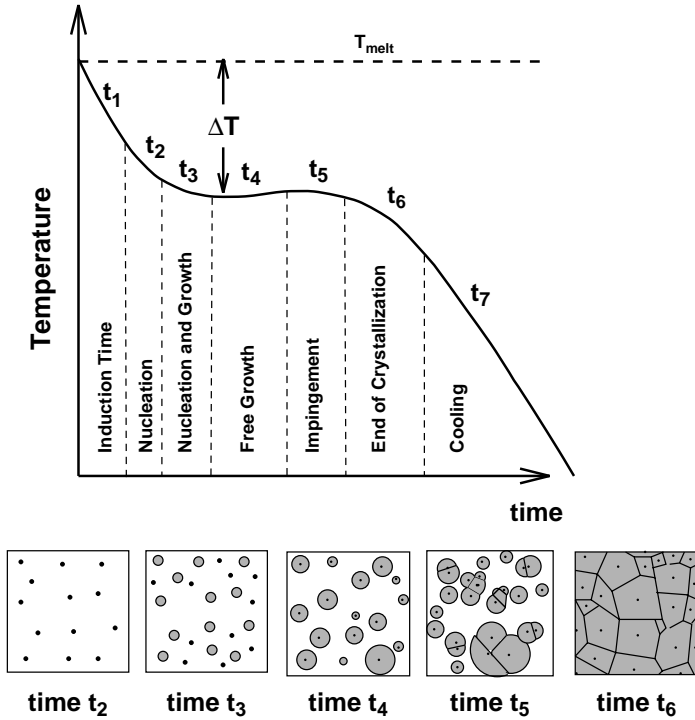 T_melt
t₁
ΔT
t₂
t₃
t₄
t₅
t₆
t₇
Temperature
Induction Time
Nucleation
Nucleation and Growth
Free Growth
Impingement
End of Crystallization
Cooling
time
time t₂
time t₃
time t₄
time t₅
time t₆